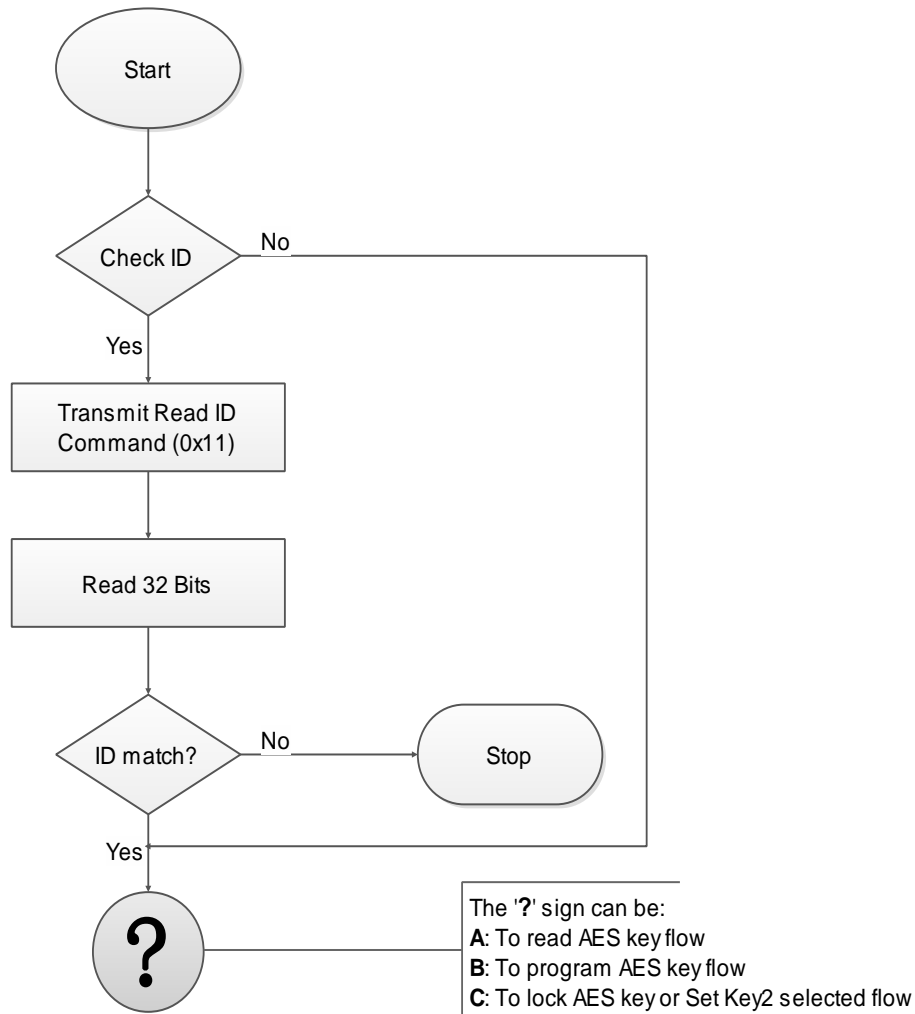 Start
Check ID
No
Yes
Transmit Read ID
Command (0x11)
Read 32 Bits
ID match?
No
Stop
Yes
?
The '?' sign can be:
A: To read AES key flow
B: To program AES key flow
C: To lock AES key or Set Key2 selected flow